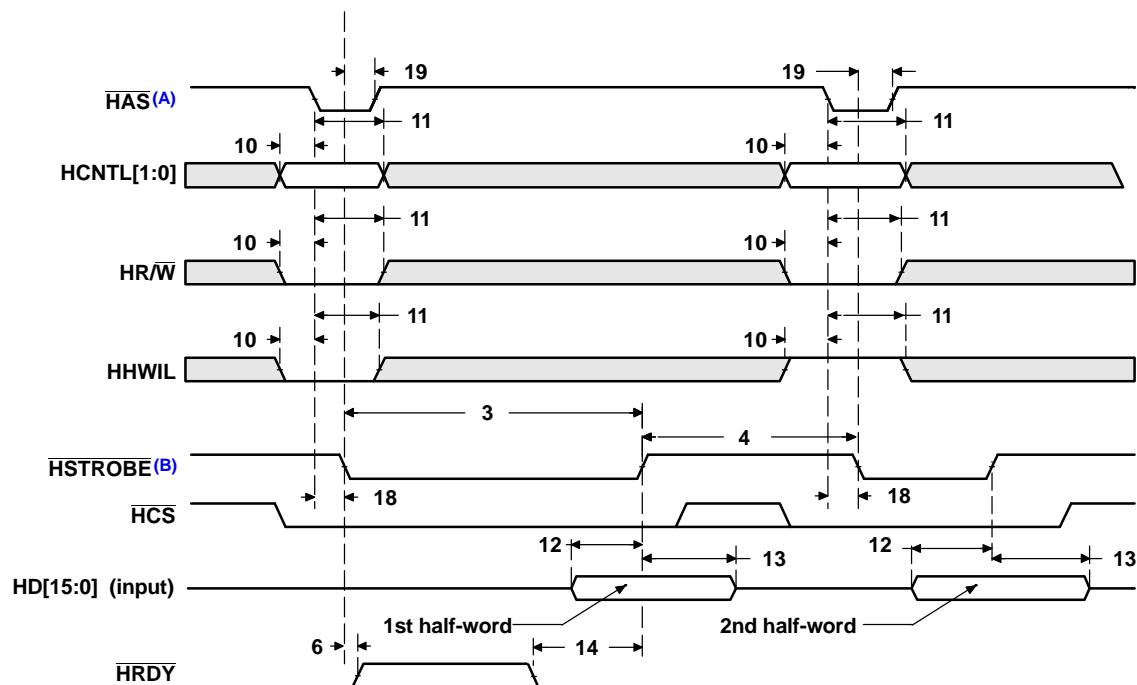 19 19
HAS(A)
11 11
10 10
HCNTL[1:0]
11 11
10 10
HR/W
11 11
10 10
HHWIL
3
4
HSTROBE(B)
18 18
HCS
12 12
13 13
HD[15:0] (input)
1st half-word 2nd half-word
6 14
HRDY